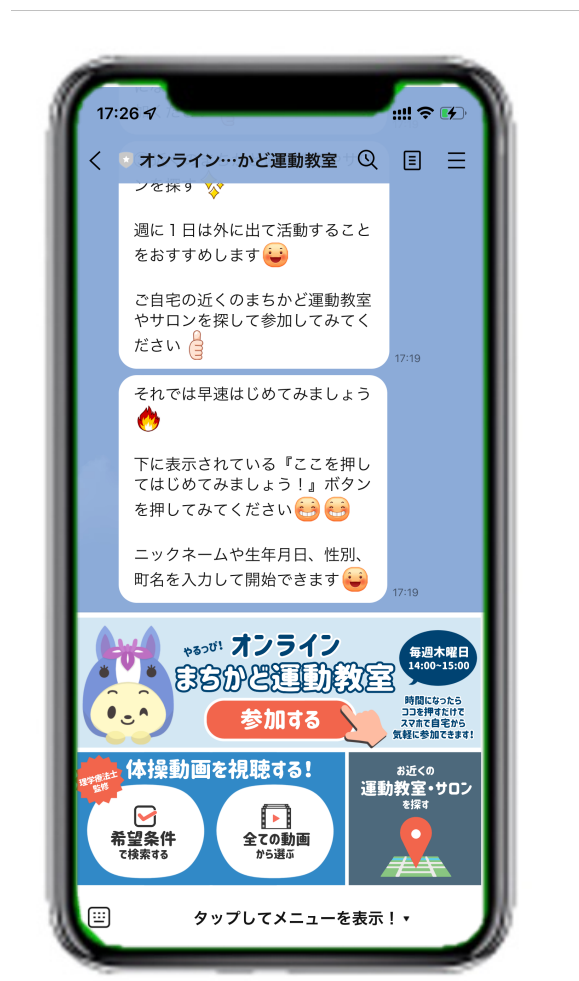 17:26
オンライン…かど運動教室
ンを探す
週に１日は外に出て活動すること
をおすすめします
ご自宅の近くのまちかど運動教室
やサロンを探して参加してみてく
ださい
17:19
それでは早速はじめてみましょう
下に表示されている『ここを押し
てはじめてみましょう！』ボタン
を押してみてください
ニックネームや生年月日、性別、
町名を入力して開始できます
17:19
やるっぴ! オンライン
まちかど運動教室
参加する
毎週木曜日
14:00~15:00
時間になったら
ココを押すだけで
スマホで自宅から
気軽に参加できます!
理学療法士
監修
体操動画を視聴する!
希望条件
で検索する
全ての動画
から選ぶ
お近くの
運動教室・サロン
を探す
タップしてメニューを表示！▼